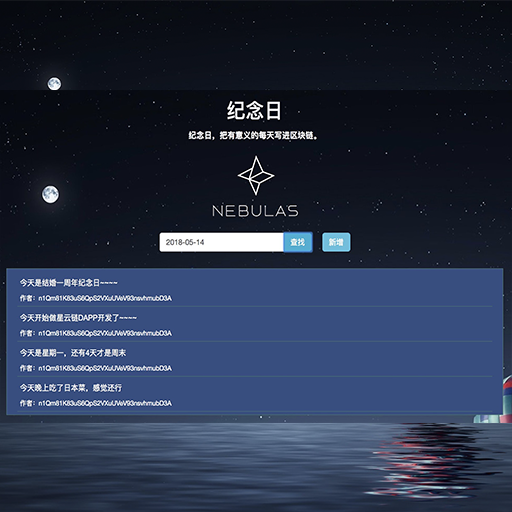 纪念日
纪念日，把有意义的每天写进区块链。
NEBULAS
2018-05-14 查找 新增
今天是结婚一周年纪念日~~~~
作者：n1Qm81K83uS6QpS2VXuUVeV93nsvhmubD3A
今天开始做星云链DAPP开发了~~~~
作者：n1Qm81K83uS6QpS2VXuUVeV93nsvhmubD3A
今天是星期一，还有4天才是周末
作者：n1Qm81K83uS6QpS2VXuUVeV93nsvhmubD3A
今天晚上吃了日本菜，感觉还行
作者：n1Qm81K83uS6QpS2VXuUVeV93nsvhmubD3A